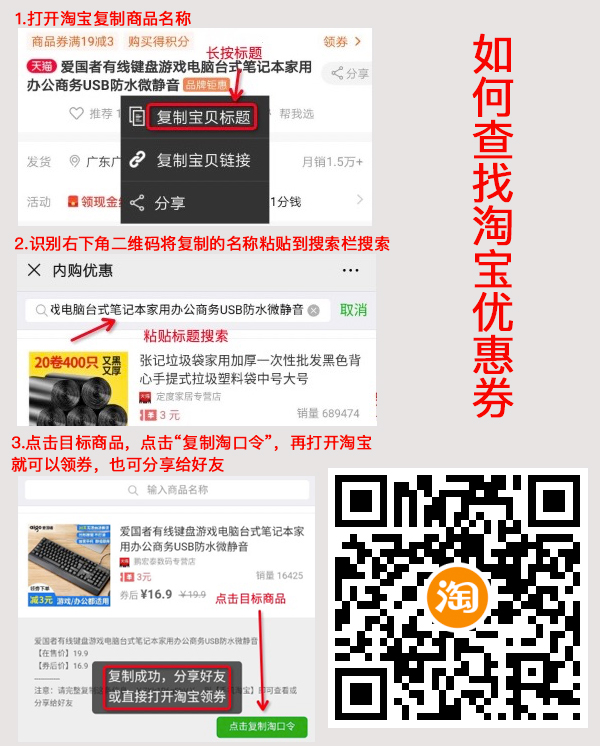 1.打开淘宝复制商品名称
商品券满19减3 购买得积分 领券
长按标题
天猫 爱国者有线键盘游戏电脑台式笔记本家用
办公商务USB防水微静音 品牌钜惠
分享
推荐 1
帮我选
复制宝贝标题
发货 广东广
复制宝贝链接
月销1.5万+
活动 领现金
分享
1分钱
2.识别右下角二维码将复制的名称粘贴到搜索栏搜索
内购优惠
戏电脑台式笔记本家用办公商务USB防水微静音 取消
粘贴标题搜索
20卷400只 又黑又厚
张记垃圾袋家用加厚一次性批发黑色背
心手提式拉圾塑料袋中号大号
定度家居专营店
3 元 销量 689474
3.点击目标商品，点击“复制淘口令”，再打开淘宝
就可以领券，也可分享给好友
输入商品名称
aigo
减3元 游戏/办公都适用
爱国者有线键盘游戏电脑台式笔记本家
用办公商务USB防水微静音
鹏宏泰数码专营店
3元 销量 16425
券后 ¥16.9 ￥19.9
点击目标商品
爱国者有线键盘游戏电脑台式笔记本家用办公商务USB防水微静音
【在售价】19.9
【券后价】16.9
注意：请完整复制这
淘宝】即可查看或
分享给好友
复制成功，分享好友
或直接打开淘宝领券
点击复制淘口令
如何查找淘宝优惠券
淘